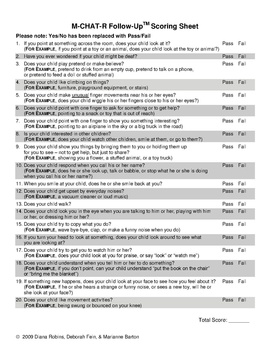 M-CHAT-R Follow-Up™ Scoring Sheet
Please note: Yes/No has been replaced with Pass/Fail
1. If you point at something across the room, does your child look at it? Pass Fail
(FOR EXAMPLE, if you point at a toy or an animal, does your child look at the toy or animal?)
2. Have you ever wondered if your child might be deaf? Pass Fail
3. Does your child play pretend or make-believe? Pass Fail
(FOR EXAMPLE, pretend to drink from an empty cup, pretend to talk on a phone,
or pretend to feed a doll or stuffed animal)
4. Does your child like climbing on things? Pass Fail
(FOR EXAMPLE, furniture, playground equipment, or stairs)
5. Does your child make unusual finger movements near his or her eyes? Pass Fail
(FOR EXAMPLE, does your child wiggle his or her fingers close to his or her eyes?)
6. Does your child point with one finger to ask for something or to get help? Pass Fail
(FOR EXAMPLE, pointing to a snack or toy that is out of reach)
7. Does your child point with one finger to show you something interesting? Pass Fail
(FOR EXAMPLE, pointing to an airplane in the sky or a big truck in the road)
8. Is your child interested in other children? Pass Fail
(FOR EXAMPLE, does your child watch other children, smile at them, or go to them?)
9. Does your child show you things by bringing them to you or holding them up Pass Fail
for you to see – not to get help, but just to share?
(FOR EXAMPLE, showing you a flower, a stuffed animal, or a toy truck)
10. Does your child respond when you call his or her name? Pass Fail
(FOR EXAMPLE, does he or she look up, talk or babble, or stop what he or she is doing
when you call his or her name?)
11. When you smile at your child, does he or she smile back at you? Pass Fail
12. Does your child get upset by everyday noises? Pass Fail
(FOR EXAMPLE, a vacuum cleaner or loud music)
13. Does your child walk? Pass Fail
14. Does your child look you in the eye when you are talking to him or her, playing with him Pass Fail
or her, or dressing him or her?
15. Does your child try to copy what you do? Pass Fail
(FOR EXAMPLE, wave bye-bye, clap, or make a funny noise when you do)
16. If you turn your head to look at something, does your child look around to see what Pass Fail
you are looking at?
17. Does your child try to get you to watch him or her? Pass Fail
(FOR EXAMPLE, does your child look at you for praise, or say "look" or "watch me")
18. Does your child understand when you tell him or her to do something? Pass Fail
(FOR EXAMPLE, if you don't point, can your child understand "put the book on the chair"
or "bring me the blanket")
19. If something new happens, does your child look at your face to see how you feel about it? Pass Fail
(FOR EXAMPLE, if he or she hears a strange or funny noise, or sees a new toy, will he or
she look at your face?)
20. Does your child like movement activities? Pass Fail
(FOR EXAMPLE, being swung or bounced on your knee)
Total Score: ______
© 2009 Diana Robins, Deborah Fein, & Marianne Barton